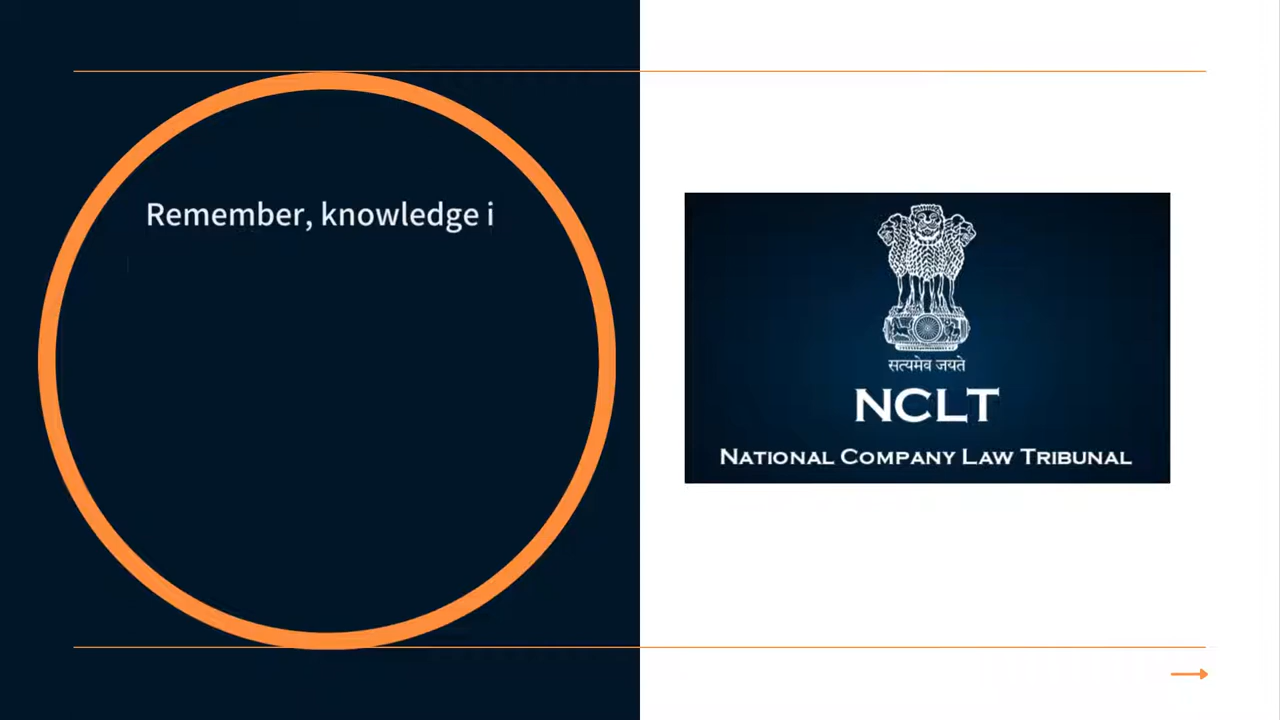 Remember, knowledge i
सत्यमेव जयते
NCLT
National Company Law Tribunal